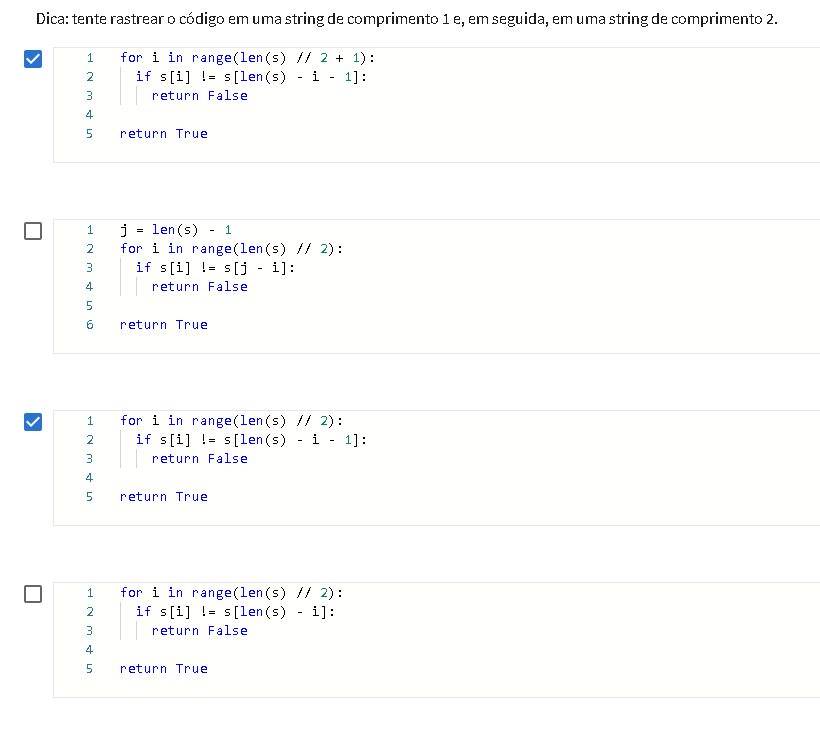 Dica: tente rastrear o código em uma string de comprimento 1 e, em seguida, em uma string de comprimento 2.
1 for i in range(len(s) // 2 + 1):
2   if s[i] != s[len(s) - i - 1]:
3     return False
4
5 return True
1 j = len(s) - 1
2 for i in range(len(s) // 2):
3   if s[i] != s[j - i]:
4     return False
5
6 return True
1 for i in range(len(s) // 2):
2   if s[i] != s[len(s) - i - 1]:
3     return False
4
5 return True
1 for i in range(len(s) // 2):
2   if s[i] != s[len(s) - i]:
3     return False
4
5 return True